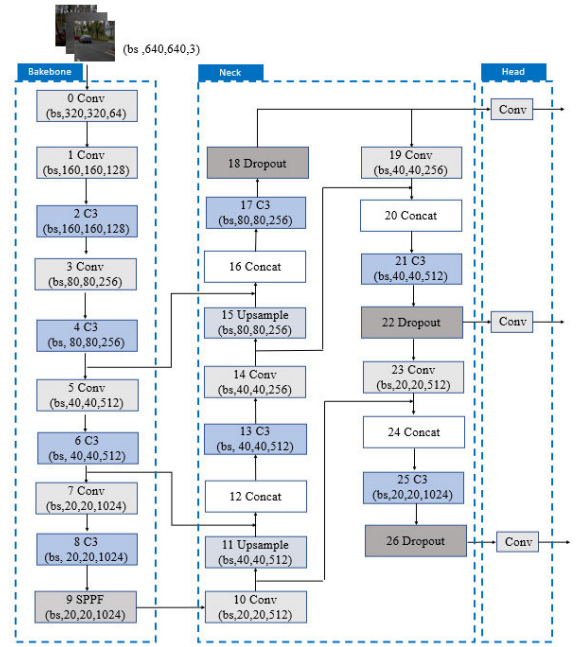 (bs ,640,640,3)
Bakebone
0 Conv
(bs,320,320,64)
1 Conv
(bs,160,160,128)
2 C3
(bs,160,160,128)
3 Conv
(bs,80,80,256)
4 C3
(bs, 80,80,256)
5 Conv
(bs,40,40,512)
6 C3
(bs, 40,40,512)
7 Conv
(bs,20,20,1024)
8 C3
(bs, 20,20,1024)
9 SPPF
(bs,20,20,1024)
Neck
18 Dropout
17 C3
(bs,80,80,256)
16 Concat
15 Upsample
(bs,80,80,256)
14 Conv
(bs,40,40,256)
13 C3
(bs,40,40,512)
12 Concat
11 Upsample
(bs,40,40,512)
10 Conv
(bs,20,20,512)
19 Conv
(bs,40,40,256)
20 Concat
21 C3
(bs,40,40,512)
22 Dropout
23 Conv
(bs,20,20,512)
24 Concat
25 C3
(bs,20,20,1024)
26 Dropout
Head
Conv
Conv
Conv